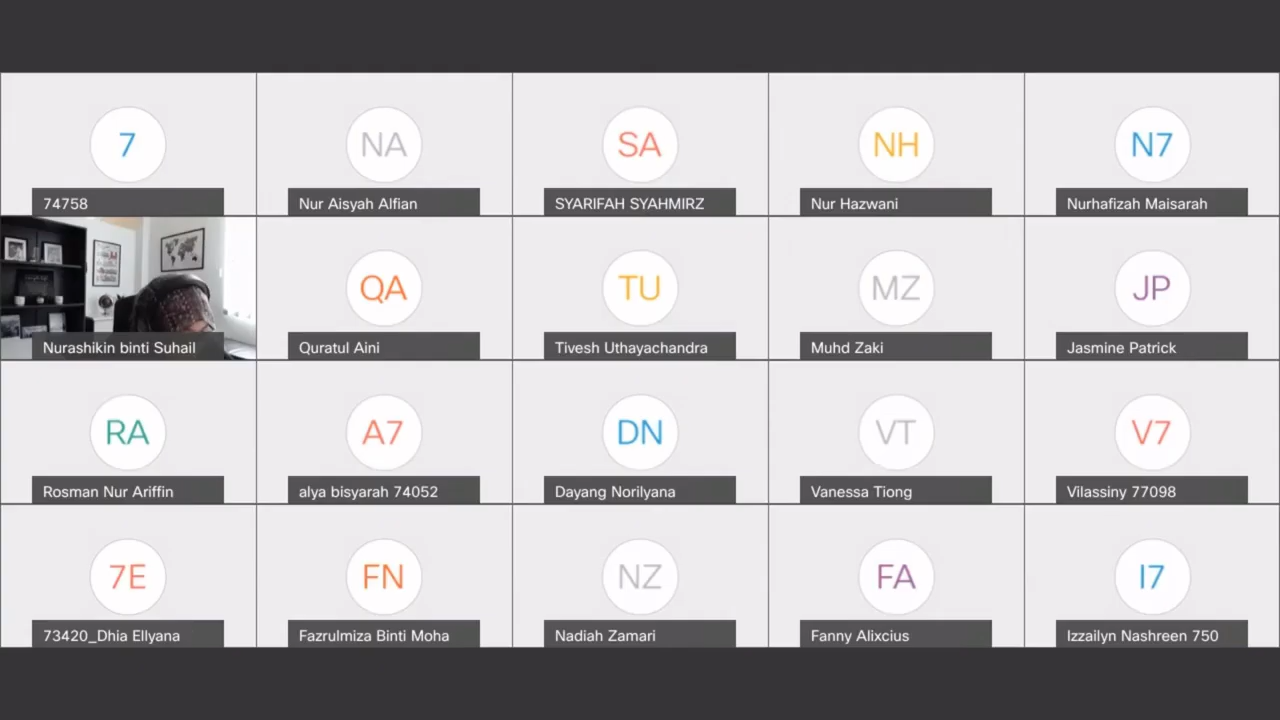 7
74758
NA
Nur Aisyah Alfian
SA
SYARIFAH SYAHMIRZ
NH
Nur Hazwani
N7
Nurhafizah Maisarah
Nurashikin binti Suhail
QA
Quratul Aini
TU
Tivesh Uthayachandra
MZ
Muhd Zaki
JP
Jasmine Patrick
RA
Rosman Nur Ariffin
A7
alya bisyarah 74052
DN
Dayang Norilyana
VT
Vanessa Tiong
V7
Vilassiny 77098
7E
73420_Dhia Ellyana
FN
Fazrulmiza Binti Moha
NZ
Nadiah Zamari
FA
Fanny Alixcius
I7
Izzailyn Nashreen 750